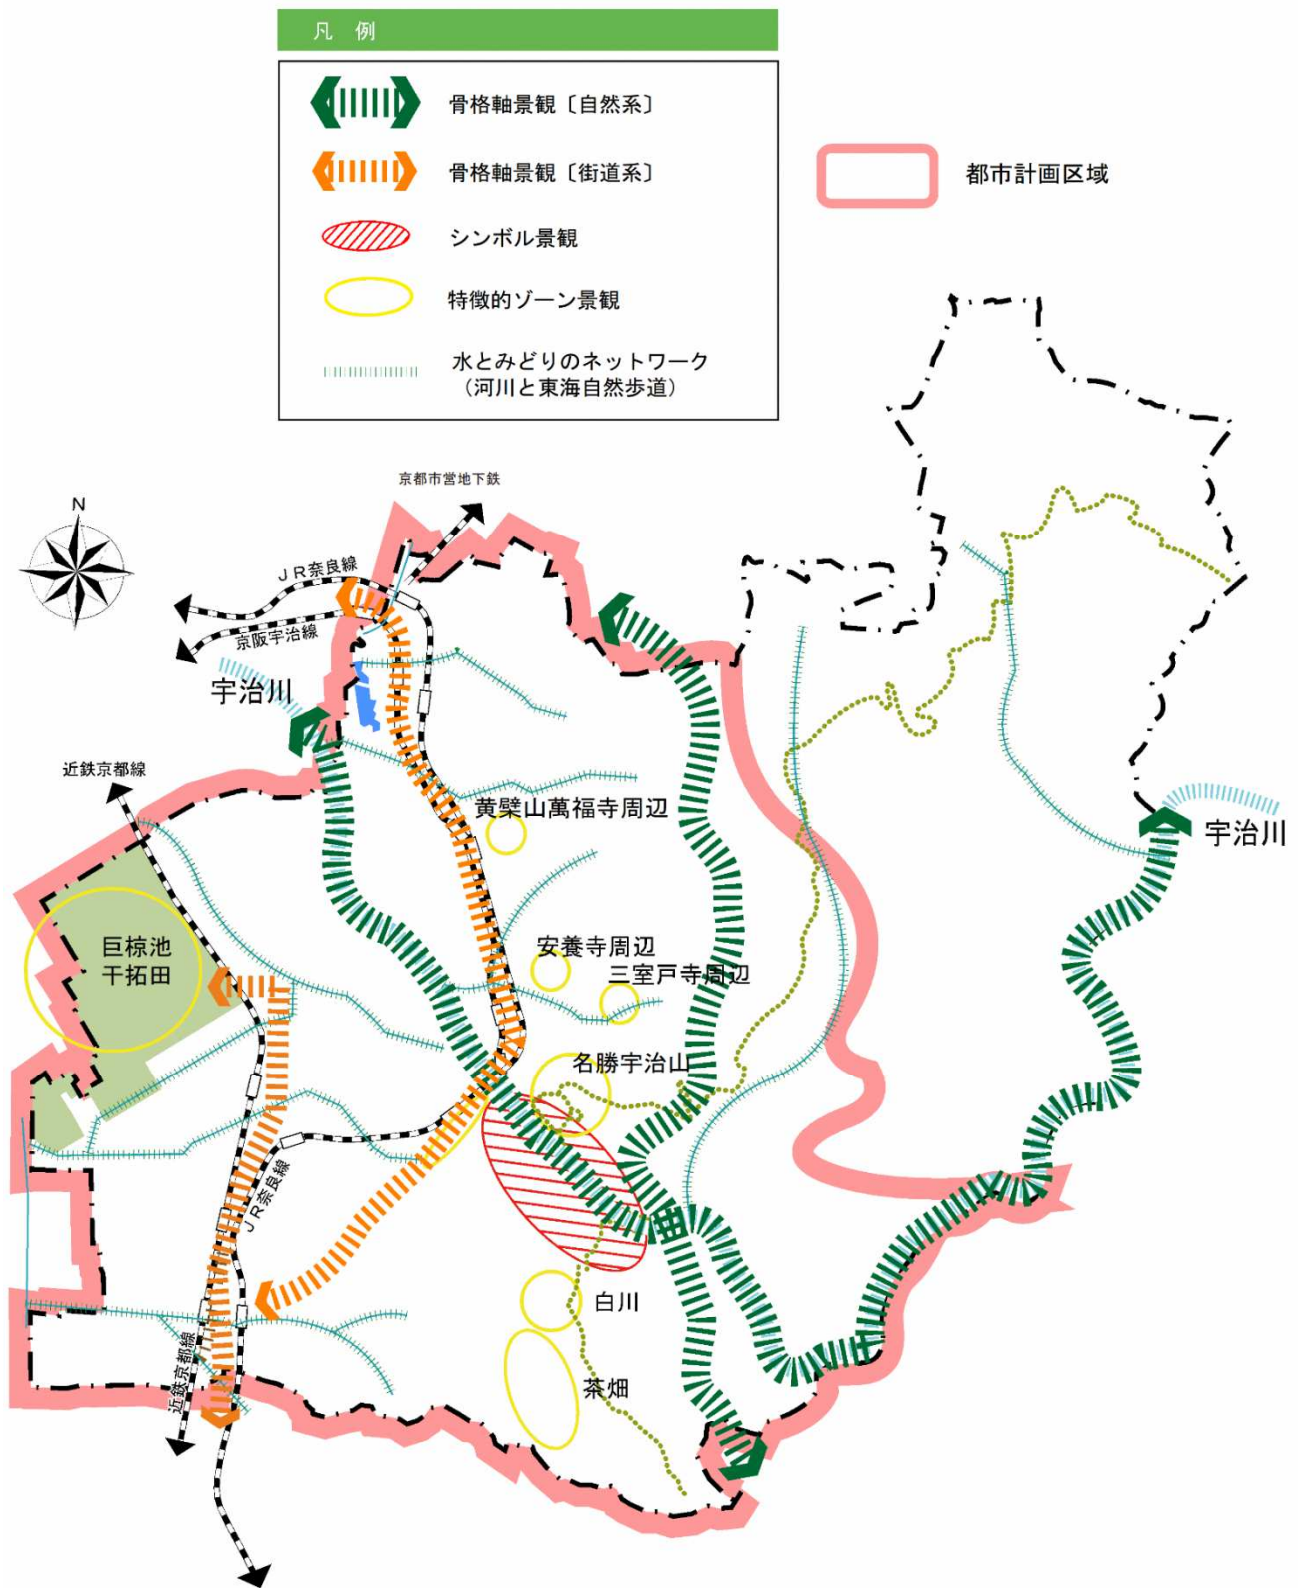 凡 例
骨格軸景観〔自然系〕
骨格軸景観〔街道系〕
都市計画区域
シンボル景観
特徴的ゾーン景観
水とみどりのネットワーク
（河川と東海自然歩道）
京都市営地下鉄
N
ＪＲ奈良線
京阪宇治線
宇治川
近鉄京都線
黄檗山萬福寺周辺
宇治川
巨椋池
干拓田
安養寺周辺
三室戸寺周辺
名勝宇治山
ＪＲ奈良線
白川
近鉄京都線
茶畑